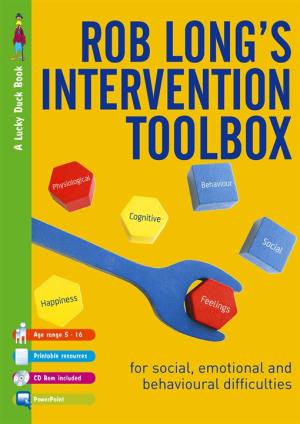 A Lucky Duck Book
ROB LONG'S
INTERVENTION
TOOLBOX
Physiological
Behaviour
Cognitive
Social
Happiness
Feelings
Age range 5 - 16
Printable resources
CD Rom included
PowerPoint
for social, emotional and
behavioural difficulties